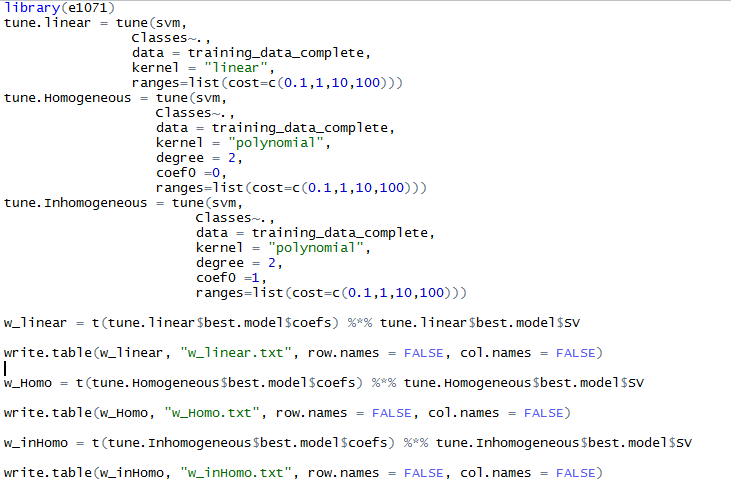 library(e1071)
tune.linear = tune(svm,
                Classes~.,
                data = training_data_complete,
                kernel = "linear",
                ranges=list(cost=c(0.1,1,10,100)))
tune.Homogeneous = tune(svm,
                   Classes~.,
                   data = training_data_complete,
                   kernel = "polynomial",
                   degree = 2,
                   coef0 =0,
                   ranges=list(cost=c(0.1,1,10,100)))
tune.Inhomogeneous = tune(svm,
                        Classes~.,
                        data = training_data_complete,
                        kernel = "polynomial",
                        degree = 2,
                        coef0 =1,
                        ranges=list(cost=c(0.1,1,10,100)))
w_linear = t(tune.linear$best.model$coefs) %*% tune.linear$best.model$SV
write.table(w_linear, "w_linear.txt", row.names = FALSE, col.names = FALSE)
w_Homo = t(tune.Homogeneous$best.model$coefs) %*% tune.Homogeneous$best.model$SV
write.table(w_Homo, "w_Homo.txt", row.names = FALSE, col.names = FALSE)
w_inHomo = t(tune.Inhomogeneous$best.model$coefs) %*% tune.Inhomogeneous$best.model$SV
write.table(w_inHomo, "w_inHomo.txt", row.names = FALSE, col.names = FALSE)